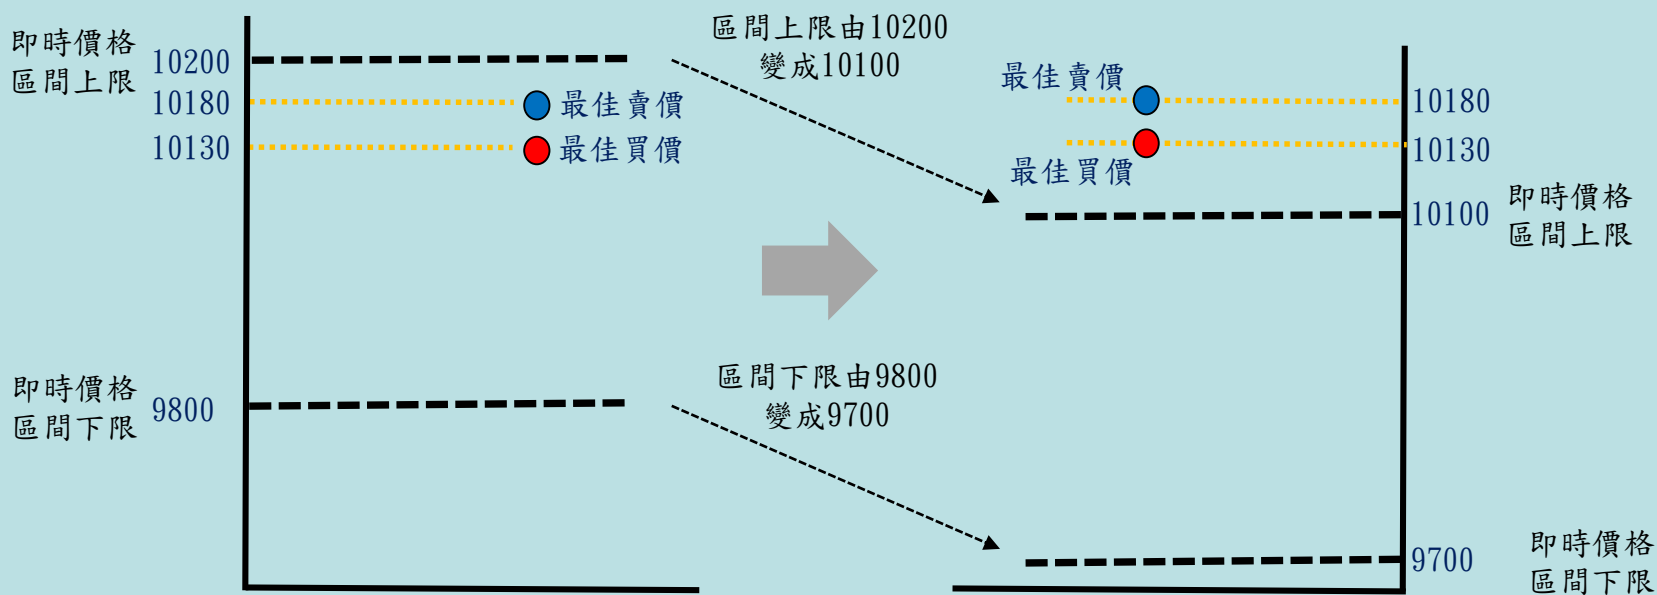 即時價格
區間上限
10200
10180
最佳賣價
10130
最佳買價
即時價格
區間下限
9800
區間上限由10200
變成10100
區間下限由9800
變成9700
最佳賣價
10180
10130
最佳買價
10100
即時價格
區間上限
9700
即時價格
區間下限